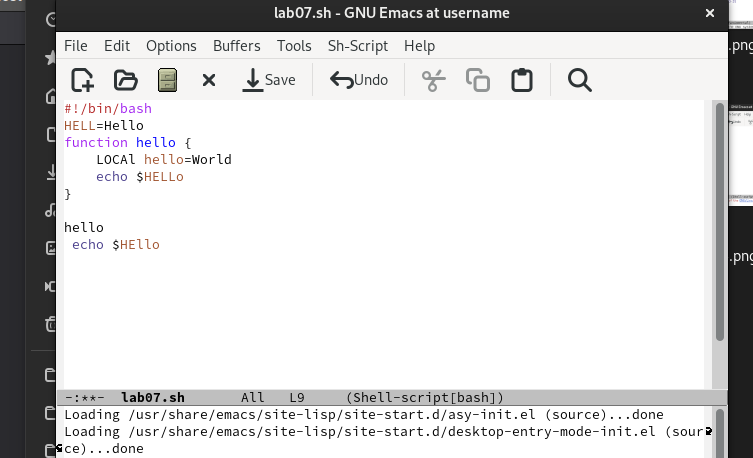 lab07.sh - GNU Emacs at username
File Edit Options Buffers Tools Sh-Script Help
Save Undo
#!/bin/bash
HELL=Hello
function hello {
    LOCAl hello=World
    echo $HELLo
}
hello
 echo $HEllo
-:**- lab07.sh All L9 (Shell-script[bash])
Loading /usr/share/emacs/site-lisp/site-start.d/asy-init.el (source)...done
Loading /usr/share/emacs/site-lisp/site-start.d/desktop-entry-mode-init.el (sour
ce)...done
.png
.png